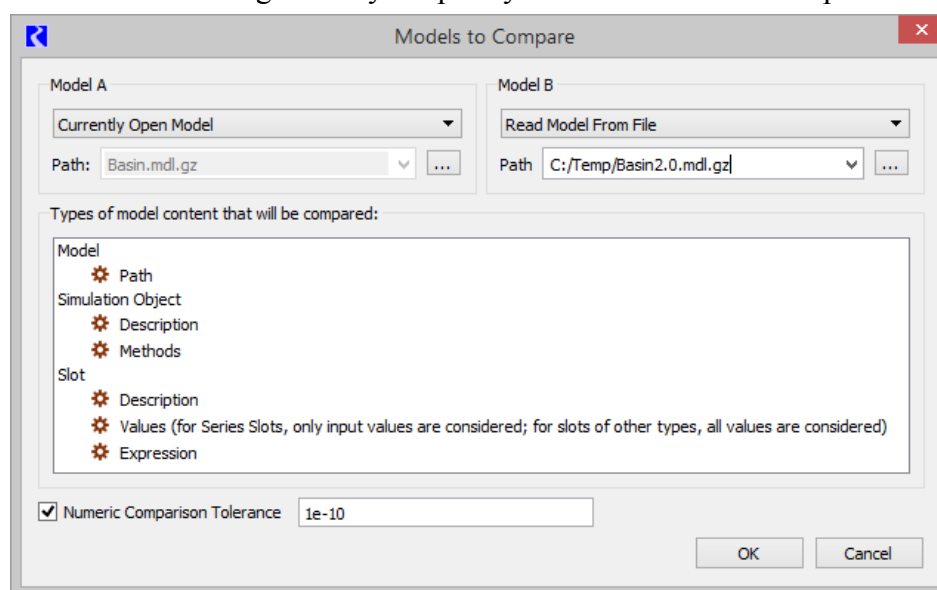 Models to Compare
Model A
Model B
Currently Open Model
Read Model From File
Path: Basin.mdl.gz ...
Path C:/Temp/Basin2.0.mdl.gz ...
Types of model content that will be compared:
Model
Path
Simulation Object
Description
Methods
Slot
Description
Values (for Series Slots, only input values are considered; for slots of other types, all values are considered)
Expression
Numeric Comparison Tolerance 1e-10
OK Cancel